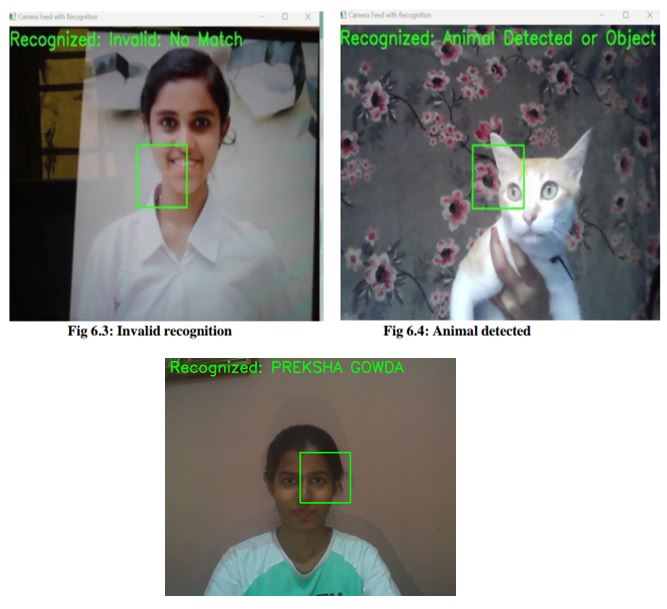 Camera Feed with Recognition
Recognized: Invalid: No Match
Camera Feed with Recognition
Recognized: Animal Detected or Object
Fig 6.3: Invalid recognition
Fig 6.4: Animal detected
Recognized: PREKSHA GOWDA